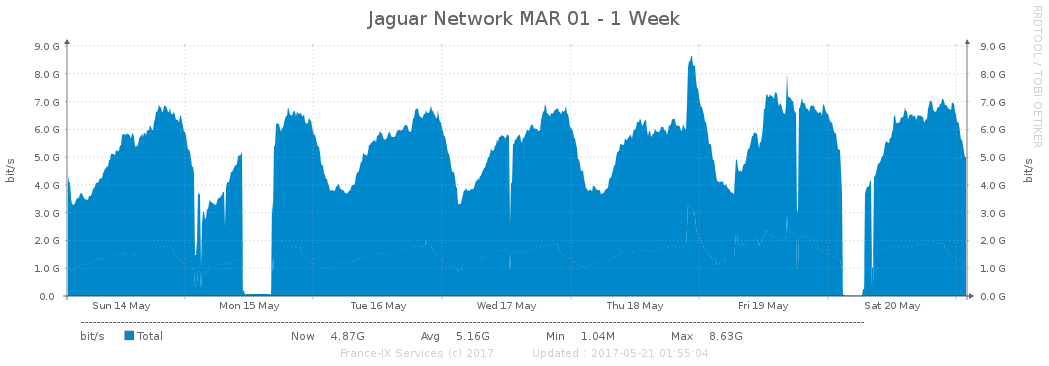 Jaguar Network MAR 01 - 1 Week
RRDTOOL / TOBI OETIKER
9.0 G 9.0 G
8.0 G 8.0 G
7.0 G 7.0 G
6.0 G 6.0 G
5.0 G 5.0 G
4.0 G 4.0 G
3.0 G 3.0 G
2.0 G 2.0 G
1.0 G 1.0 G
0.0 0.0 G
bit/s
bit/s
Sun 14 May Mon 15 May Tue 16 May Wed 17 May Thu 18 May Fri 19 May Sat 20 May
bit/s Total Now 4.87G Avg 5.16G Min 1.04M Max 8.63G
France-IX Services (c) 2017 Updated : 2017-05-21 01:55:04